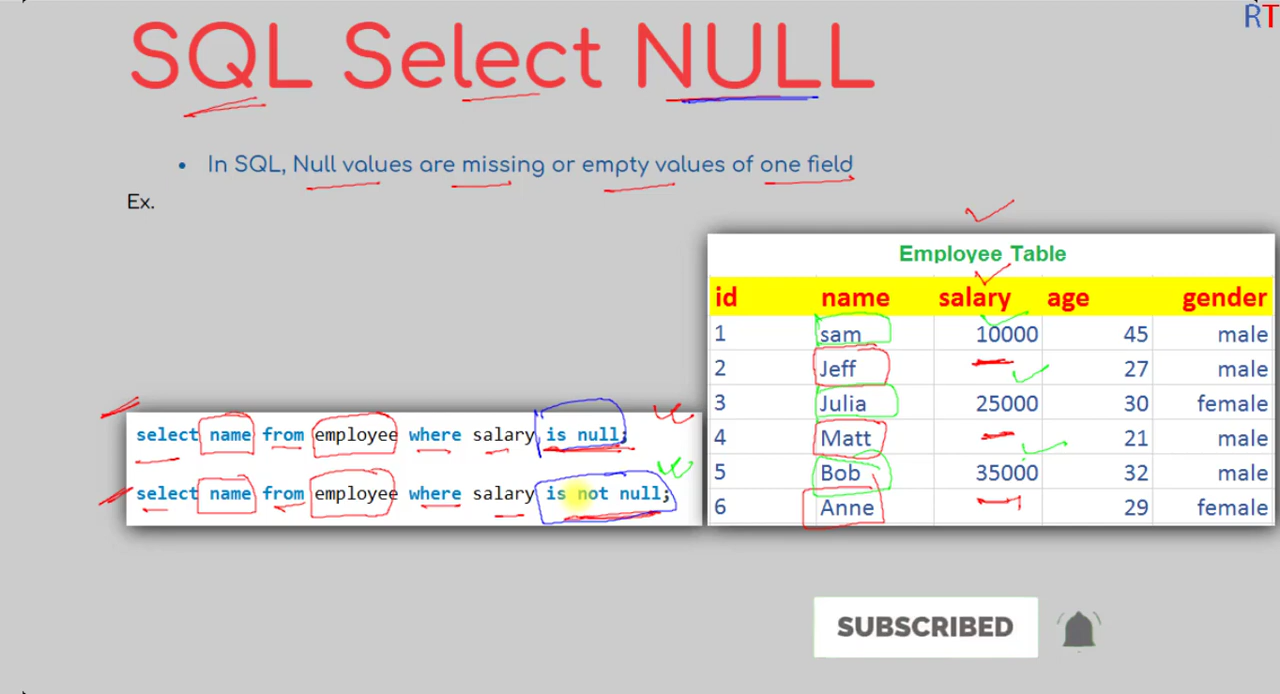 RT
SQL Select NULL
• In SQL, Null values are missing or empty values of one field
Ex.
Employee Table
id name salary age gender
1 sam 10000 45 male
2 Jeff 27 male
3 Julia 25000 30 female
4 Matt 21 male
5 Bob 35000 32 male
6 Anne 29 female
select name from employee where salary is null;
select name from employee where salary is not null;
SUBSCRIBED